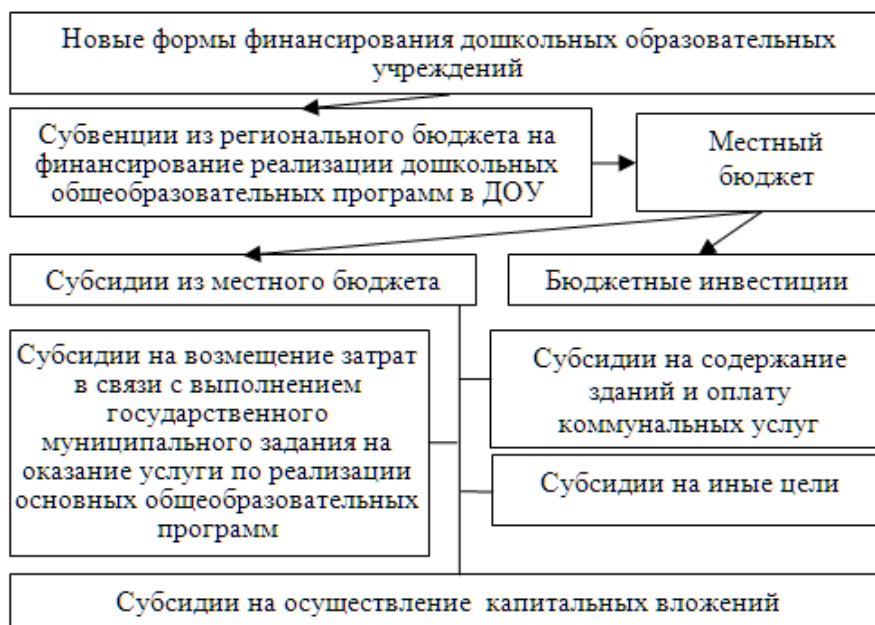 Новые формы финансирования дошкольных образовательных
учреждений
Субвенции из регионального бюджета на
финансирование реализации дошкольных
общеобразовательных программ в ДОУ
Местный
бюджет
Субсидии из местного бюджета
Бюджетные инвестиции
Субсидии на возмещение затрат
в связи с выполнением
государственного
муниципального задания на
оказание услуги по реализации
основных общеобразовательных
программ
Субсидии на содержание
зданий и оплату
коммунальных услуг
Субсидии на иные цели
Субсидии на осуществление капитальных вложений